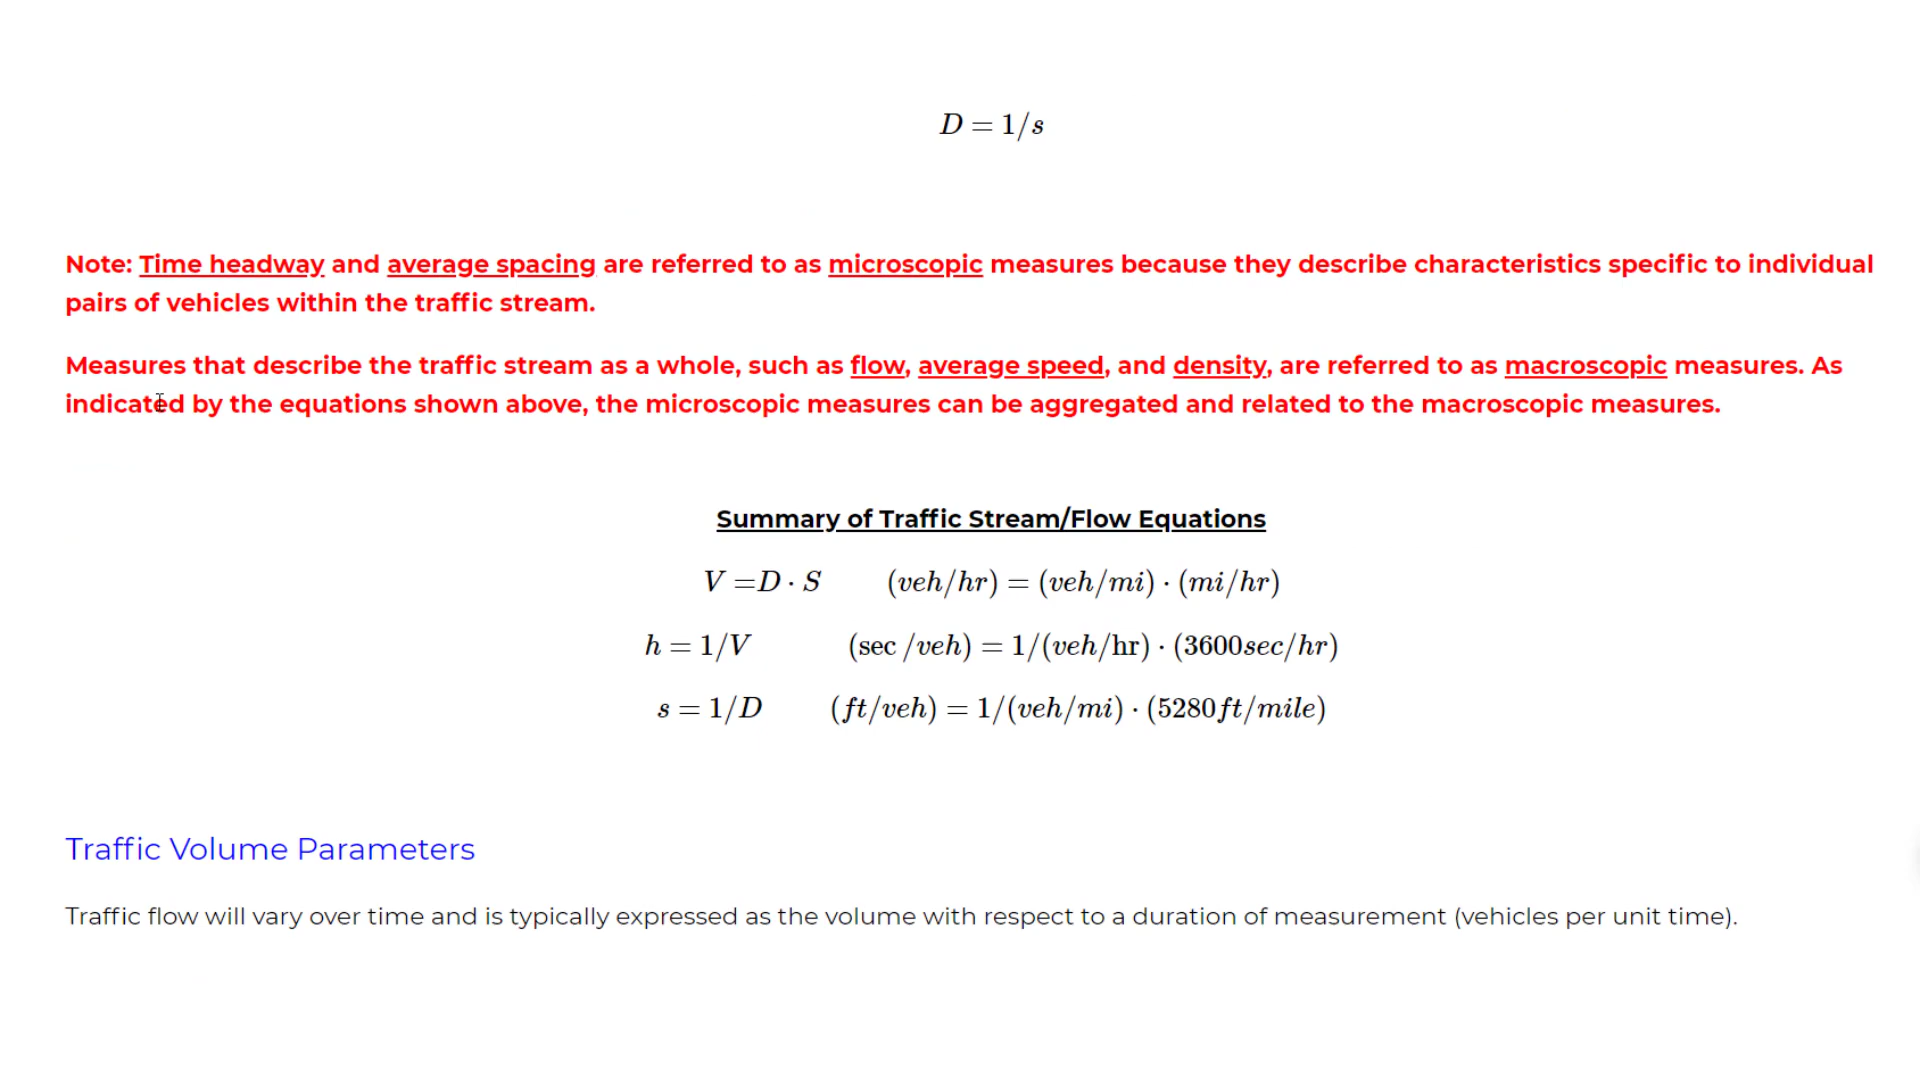 D = 1/s
Note: Time headway and average spacing are referred to as microscopic measures because they describe characteristics specific to individual
pairs of vehicles within the traffic stream.
Measures that describe the traffic stream as a whole, such as flow, average speed, and density, are referred to as macroscopic measures. As
indicated by the equations shown above, the microscopic measures can be aggregated and related to the macroscopic measures.
Summary of Traffic Stream/Flow Equations
V =D · S (veh/hr) = (veh/mi) · (mi/hr)
h = 1/V (sec /veh) = 1/(veh/hr) · (3600sec/hr)
s = 1/D (ft/veh) = 1/(veh/mi) · (5280ft/mile)
Traffic Volume Parameters
Traffic flow will vary over time and is typically expressed as the volume with respect to a duration of measurement (vehicles per unit time).